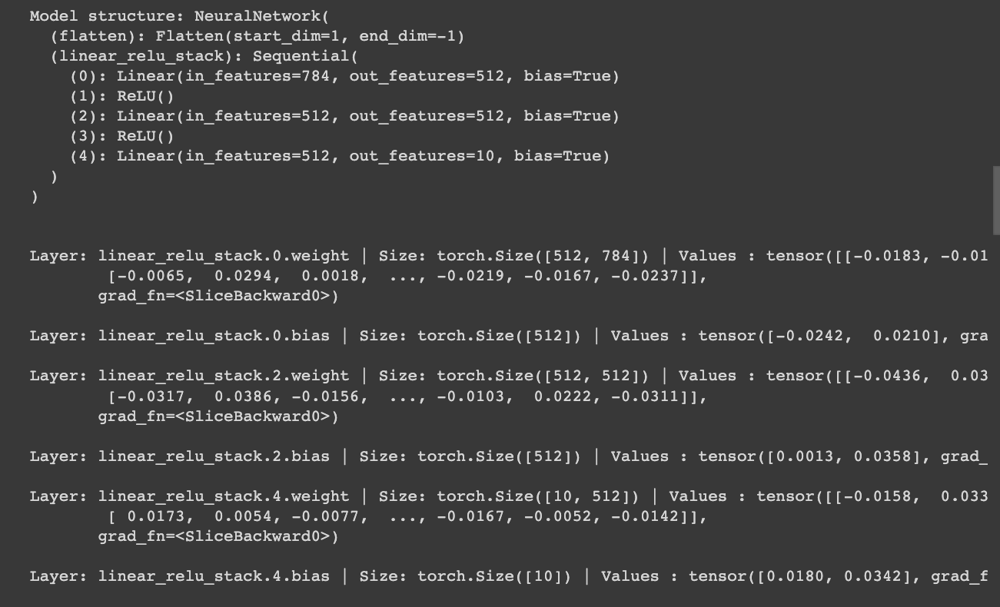 Model structure: NeuralNetwork(
  (flatten): Flatten(start_dim=1, end_dim=-1)
  (linear_relu_stack): Sequential(
    (0): Linear(in_features=784, out_features=512, bias=True)
    (1): ReLU()
    (2): Linear(in_features=512, out_features=512, bias=True)
    (3): ReLU()
    (4): Linear(in_features=512, out_features=10, bias=True)
  )
)
Layer: linear_relu_stack.0.weight | Size: torch.Size([512, 784]) | Values : tensor([[-0.0183, -0.01
        [-0.0065,  0.0294,  0.0018,  ..., -0.0219, -0.0167, -0.0237]],
       grad_fn=<SliceBackward0>)
Layer: linear_relu_stack.0.bias | Size: torch.Size([512]) | Values : tensor([-0.0242,  0.0210], gra
Layer: linear_relu_stack.2.weight | Size: torch.Size([512, 512]) | Values : tensor([[-0.0436,  0.03
        [-0.0317,  0.0386, -0.0156,  ..., -0.0103,  0.0222, -0.0311]],
       grad_fn=<SliceBackward0>)
Layer: linear_relu_stack.2.bias | Size: torch.Size([512]) | Values : tensor([0.0013, 0.0358], grad_
Layer: linear_relu_stack.4.weight | Size: torch.Size([10, 512]) | Values : tensor([[-0.0158,  0.033
        [ 0.0173,  0.0054, -0.0077,  ..., -0.0167, -0.0052, -0.0142]],
       grad_fn=<SliceBackward0>)
Layer: linear_relu_stack.4.bias | Size: torch.Size([10]) | Values : tensor([0.0180, 0.0342], grad_f